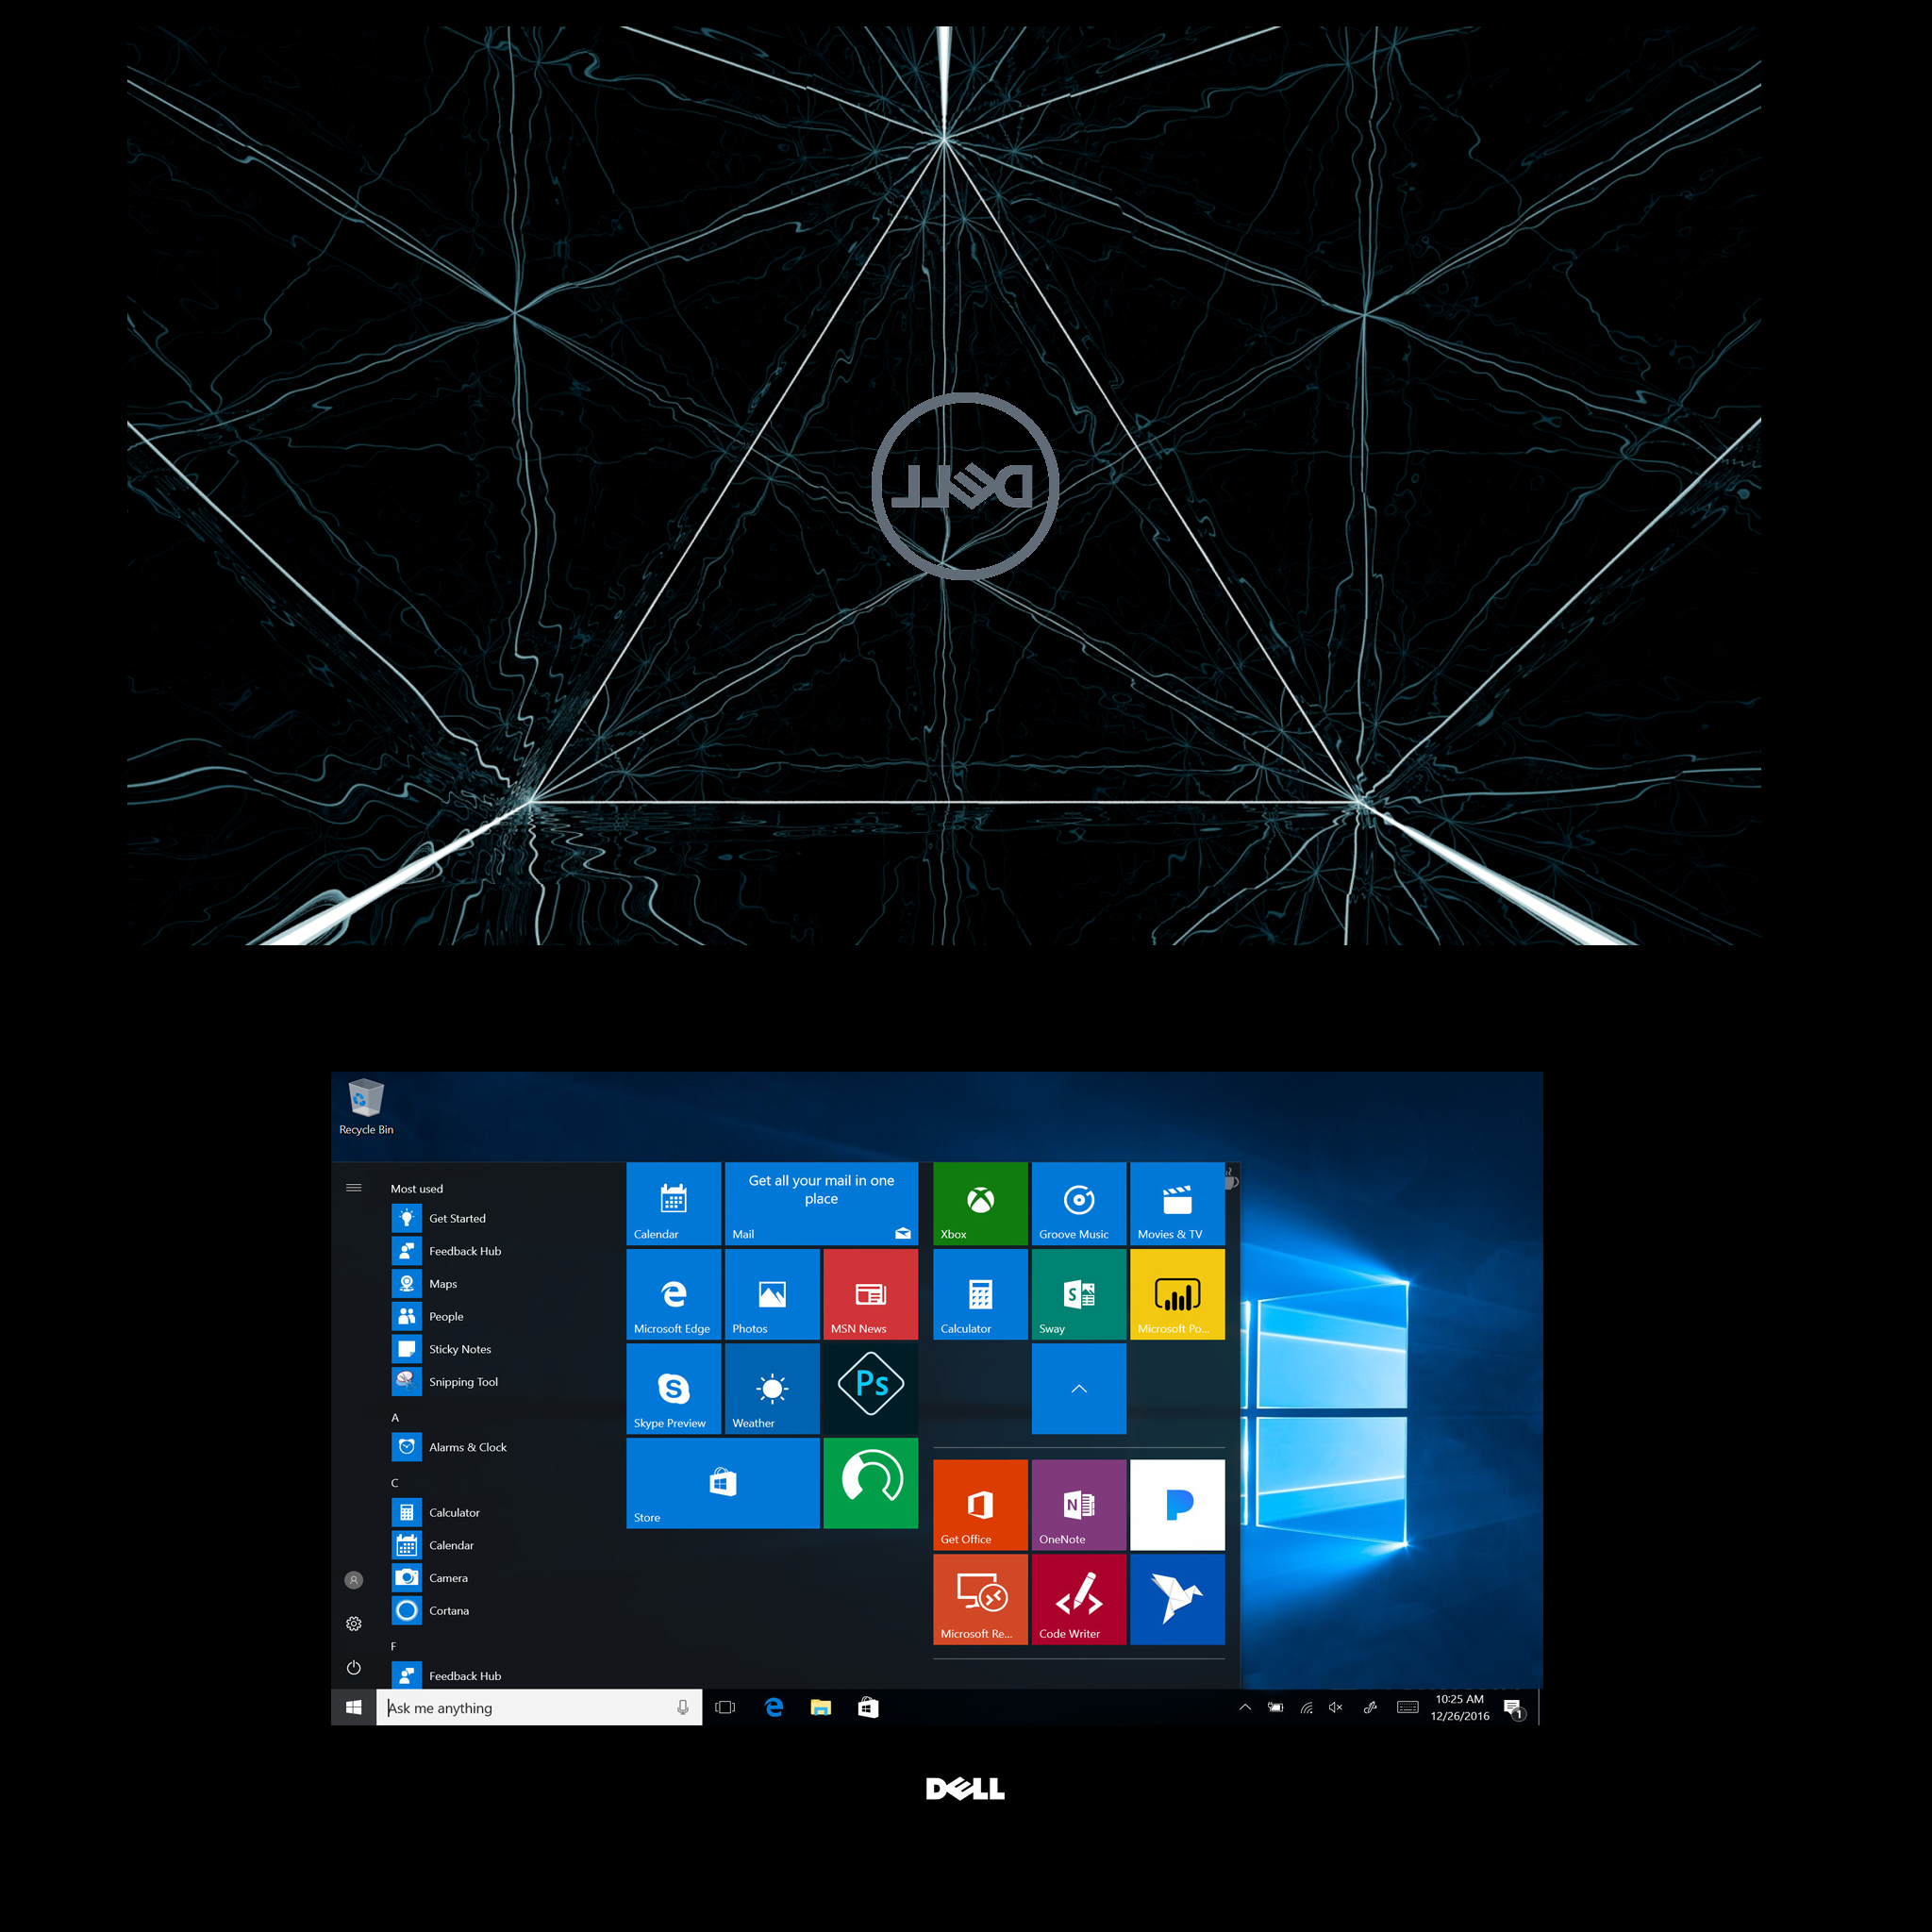 DELL
Recycle Bin
Most used
Get Started
Feedback Hub
Maps
People
Sticky Notes
Snipping Tool
A
Alarms & Clock
C
Calculator
Calendar
Camera
Cortana
F
Feedback Hub
Calendar
Get all your mail in one
place
Mail
Microsoft Edge
Photos
MSN News
Skype Preview
Weather
Ps
Store
Xbox
Groove Music
Movies & TV
Calculator
Sway
Microsoft Po...
Get Office
OneNote
Microsoft Re...
Code Writer
Ask me anything
10:25 AM
12/26/2016
1
DELL